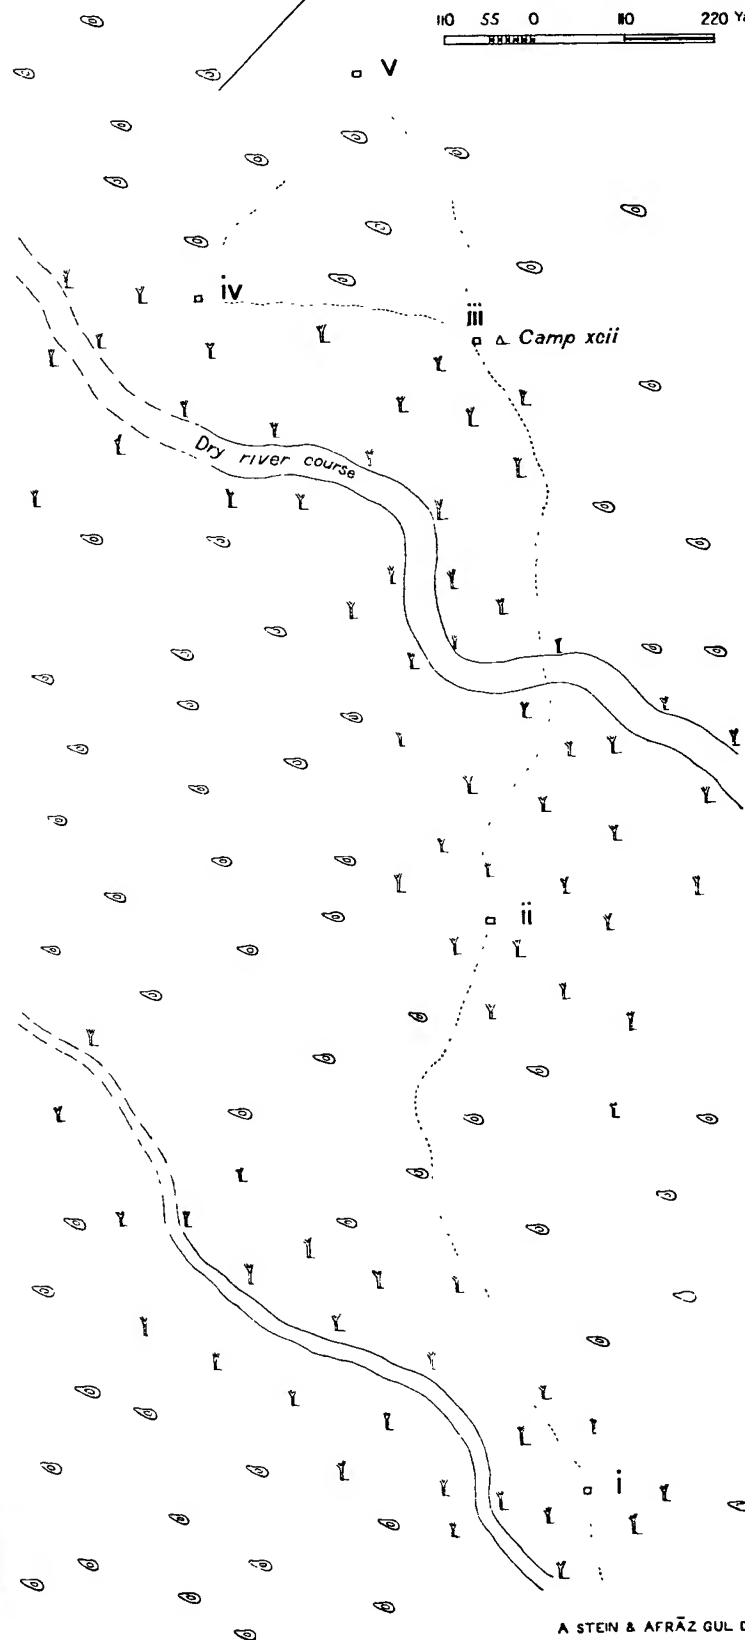 110 55 0 110 220
V
iv
iii
Camp xcii
Dry river course
ii
i
A STEIN & AFRĀZ GUL